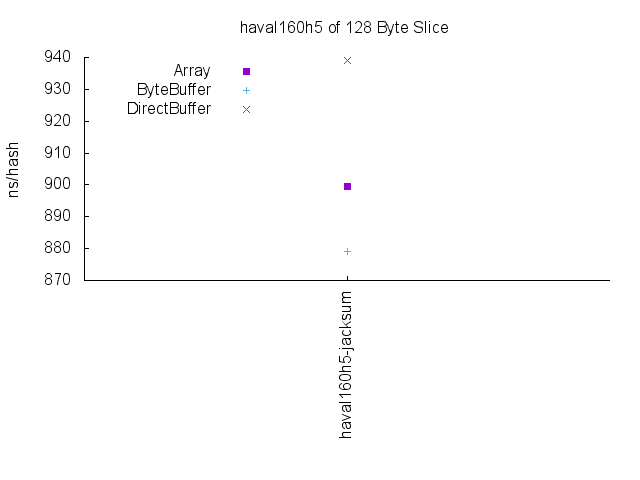 haval160h5 of 128 Byte Slice
ns/hash
940
930
920
910
900
890
880
870
Array
ByteBuffer
DirectBuffer
haval160h5-jacksum